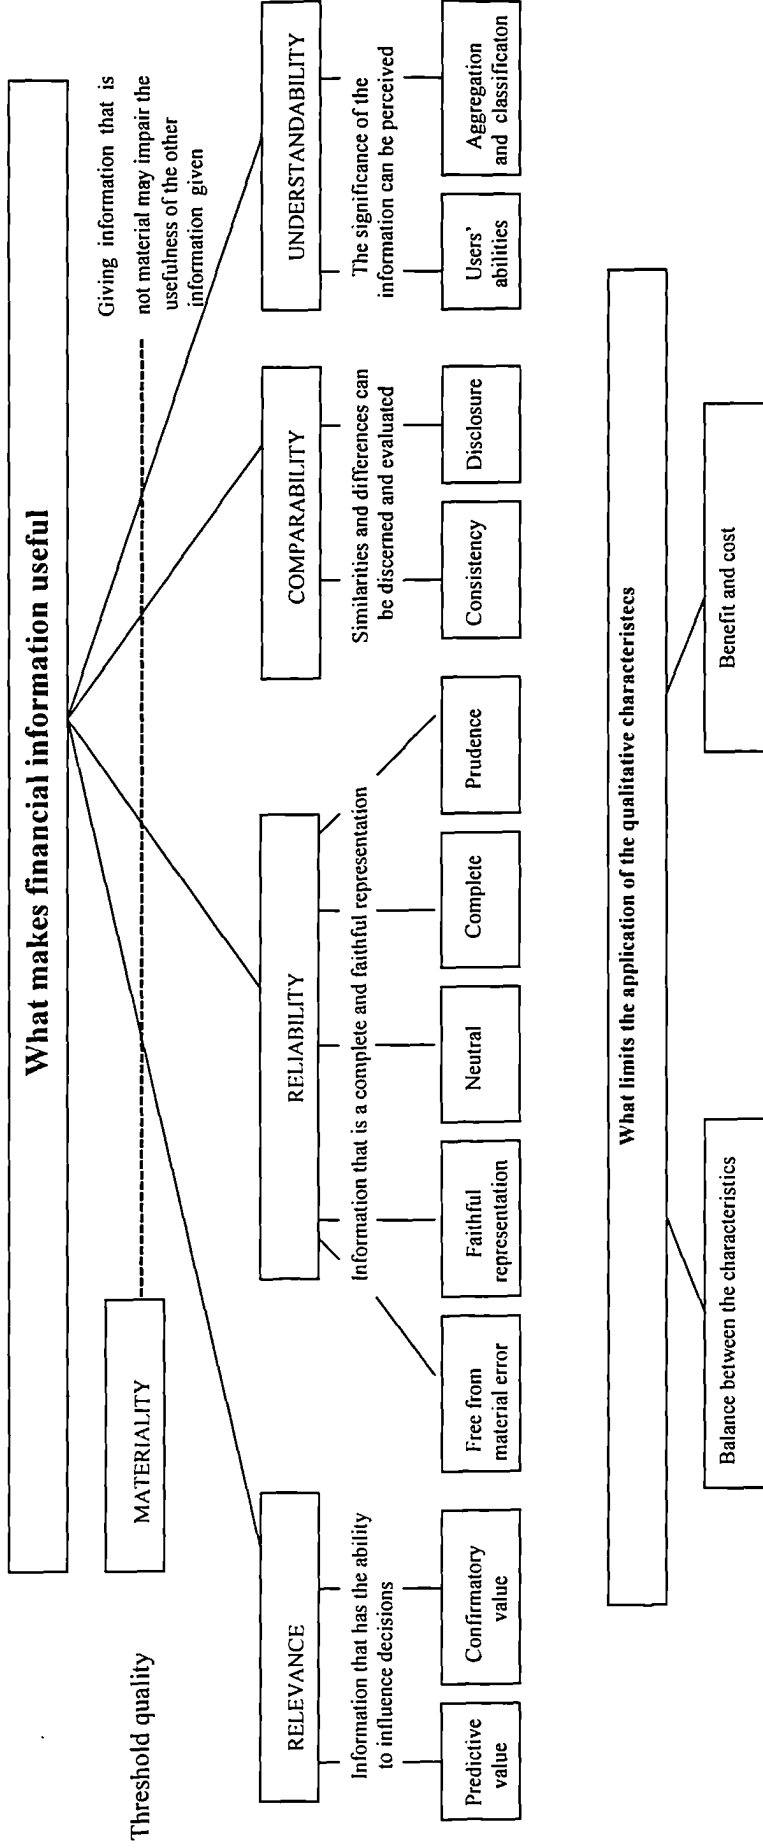 What makes financial information useful
Threshold quality
MATERIALITY
Giving information that is
not material may impair the
usefulness of the other
information given
RELEVANCE
RELIABILITY
COMPARABILITY
UNDERSTANDABILITY
Information that has the ability
to influence decisions
Information that is a complete and faithful representation
Similarities and differences can
be discerned and evaluated
The significance of the
information can be perceived
Predictive
value
Confirmatory
value
Free from
material error
Faithful
representation
Neutral
Complete
Prudence
Consistency
Disclosure
Users'
abilities
Aggregation
and classificaton
What limits the application of the qualitative characteristecs
Balance between the characteristics
Benefit and cost